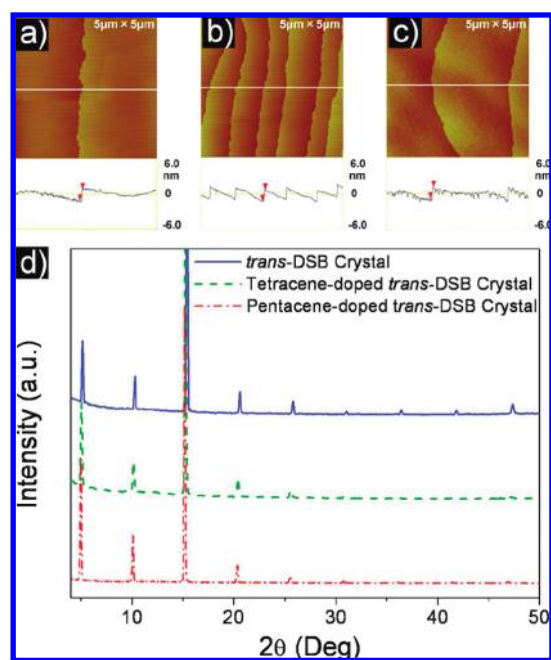 a) 5μm × 5μm
b) 5μm × 5μm
c) 5μm × 5μm
6.0
nm
0
-6.0
6.0
nm
0
-6.0
6.0
nm
0
-6.0
d)
trans-DSB Crystal
Tetracene-doped trans-DSB Crystal
Pentacene-doped trans-DSB Crystal
Intensity (a.u.)
10 20 30 40 50
2θ (Deg)